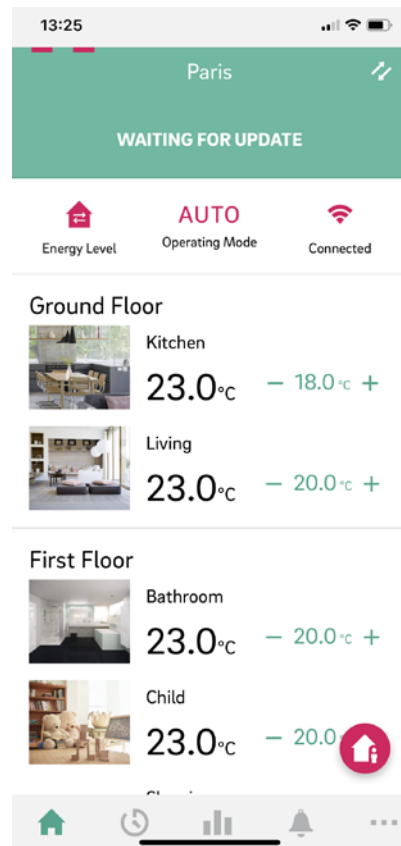 13:25
Paris
WAITING FOR UPDATE
AUTO
Energy Level Operating Mode Connected
Ground Floor
Kitchen
23.0°C − 18.0 °C +
Living
23.0°C − 20.0 °C +
First Floor
Bathroom
23.0°C − 20.0 °C +
Child
23.0°C − 20.0